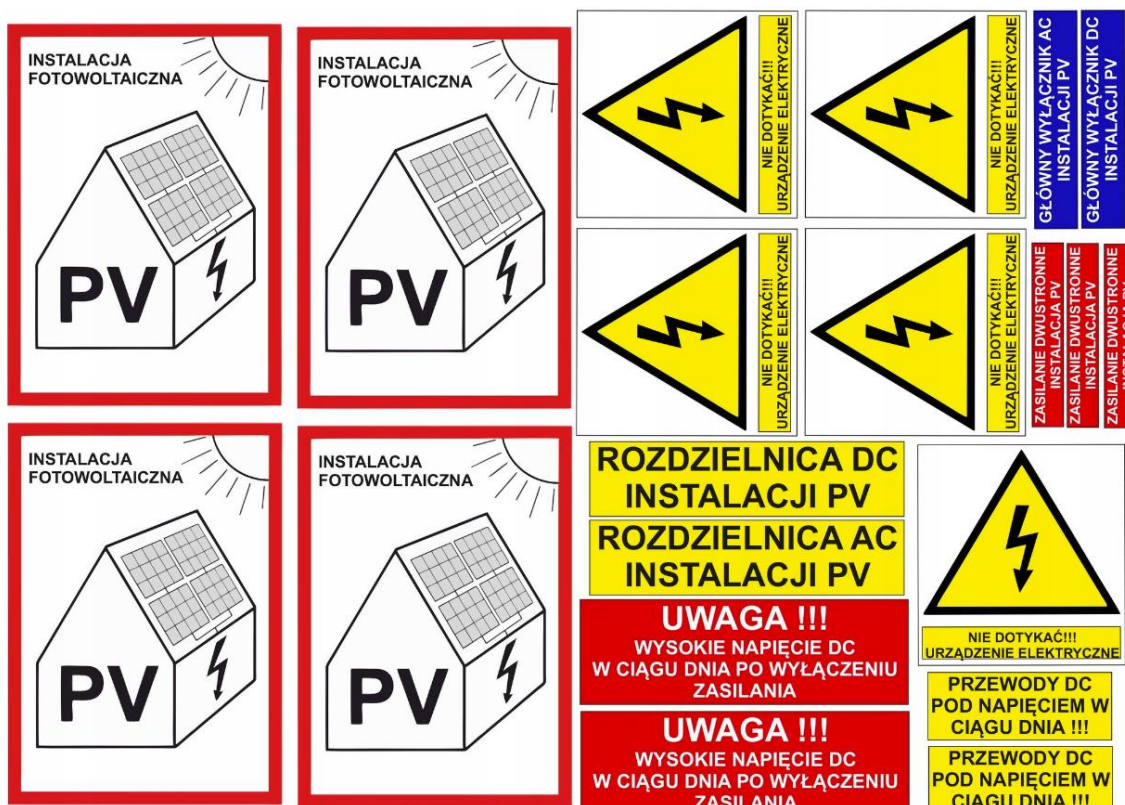 INSTALACJA
FOTOWOLTAICZNA
PV
INSTALACJA
FOTOWOLTAICZNA
PV
NIE DOTYKAĆ!!!
URZĄDZENIE ELEKTRYCZNE
NIE DOTYKAĆ!!!
URZĄDZENIE ELEKTRYCZNE
GŁÓWNY WYŁĄCZNIK AC
INSTALACJI PV
GŁÓWNY WYŁĄCZNIK DC
INSTALACJI PV
NIE DOTYKAĆ!!!
URZĄDZENIE ELEKTRYCZNE
NIE DOTYKAĆ!!!
URZĄDZENIE ELEKTRYCZNE
ZASILANIE DWUSTRONNE
INSTALACJA PV
ZASILANIE DWUSTRONNE
INSTALACJA PV
ZASILANIE DWUSTRONNE
INSTALACJA PV
INSTALACJA
FOTOWOLTAICZNA
PV
INSTALACJA
FOTOWOLTAICZNA
PV
ROZDZIELNICA DC
INSTALACJI PV
ROZDZIELNICA AC
INSTALACJI PV
UWAGA !!!
WYSOKIE NAPIĘCIE DC
W CIĄGU DNIA PO WYŁĄCZENIU
ZASILANIA
UWAGA !!!
WYSOKIE NAPIĘCIE DC
W CIĄGU DNIA PO WYŁĄCZENIU
ZASILANIA
NIE DOTYKAĆ!!!
URZĄDZENIE ELEKTRYCZNE
PRZEWODY DC
POD NAPIĘCIEM W
CIĄGU DNIA !!!
PRZEWODY DC
POD NAPIĘCIEM W
CIĄGU DNIA !!!